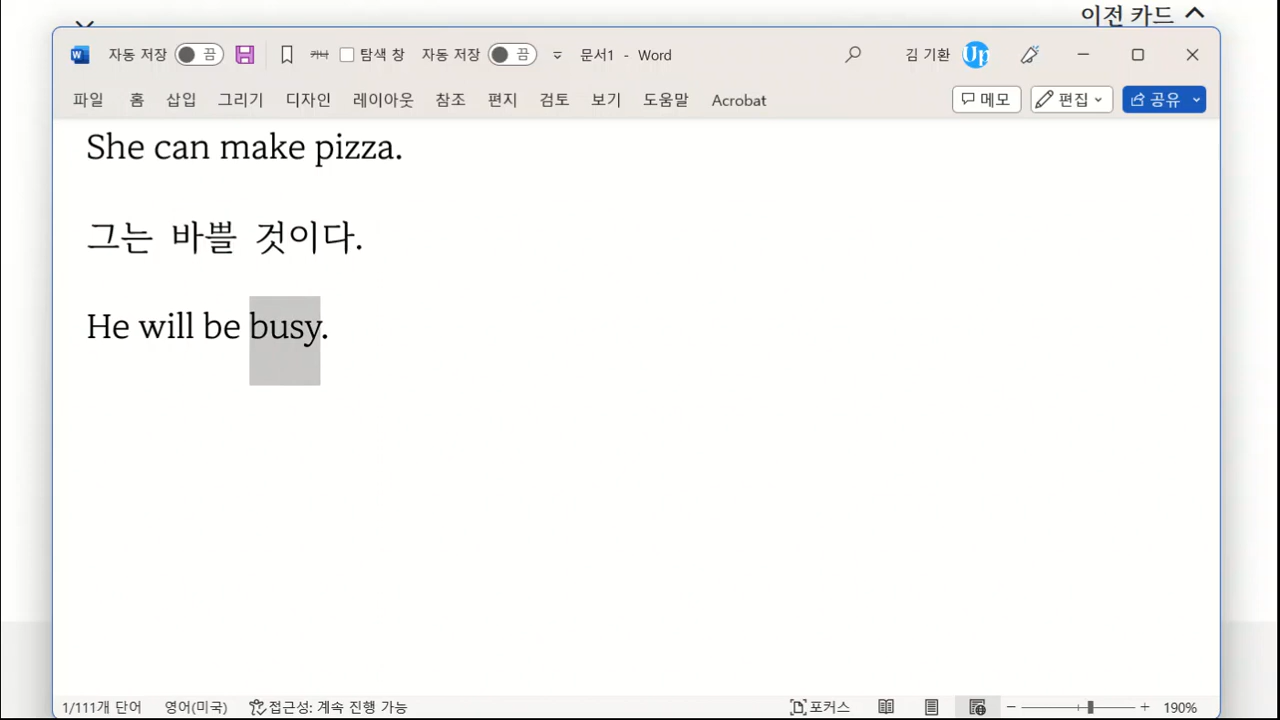 이전 카드
자동 저장 끔 가나 탐색 창 자동 저장 끔 문서1 - Word 김 기환 Up
파일 홈 삽입 그리기 디자인 레이아웃 참조 편지 검토 보기 도움말 Acrobat 메모 편집 공유
She can make pizza.
그는 바쁠 것이다.
He will be busy.
1/111개 단어 영어(미국) 접근성: 계속 진행 가능 포커스 190%